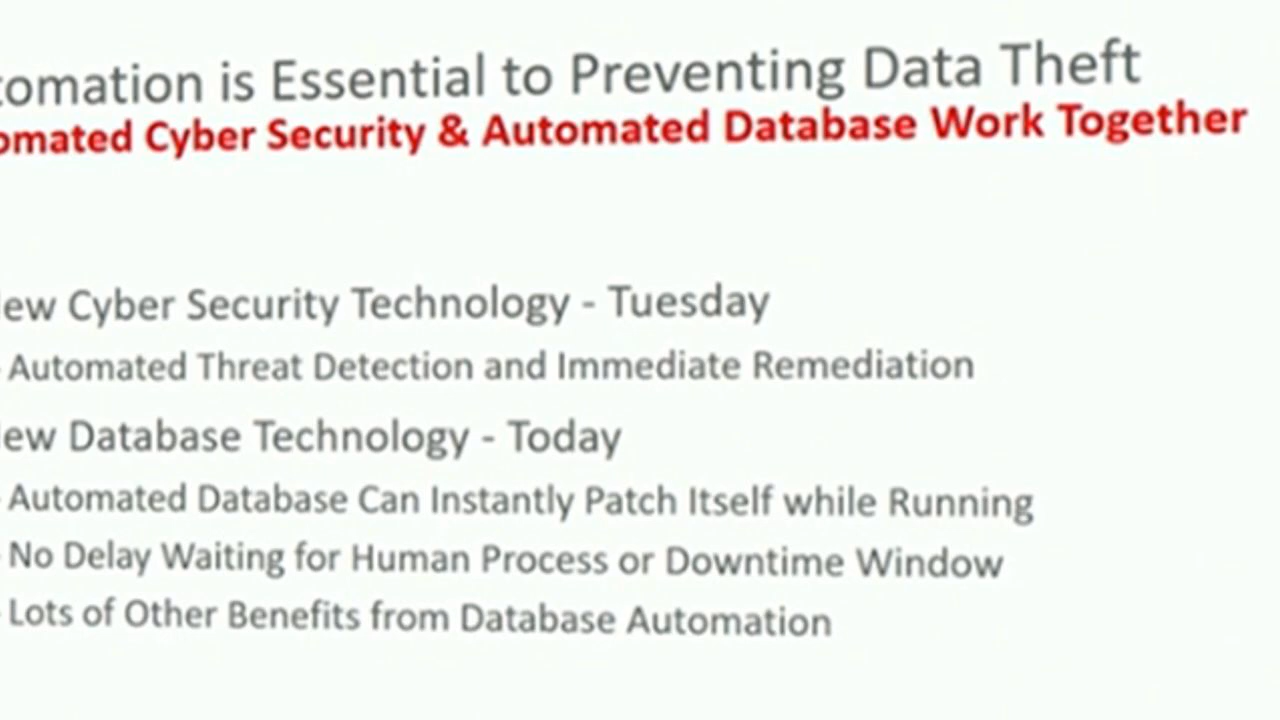 tomation is Essential to Preventing Data Theft
omated Cyber Security & Automated Database Work Together
ew Cyber Security Technology - Tuesday
- Automated Threat Detection and Immediate Remediation
ew Database Technology - Today
- Automated Database Can Instantly Patch Itself while Running
- No Delay Waiting for Human Process or Downtime Window
- Lots of Other Benefits from Database Automation